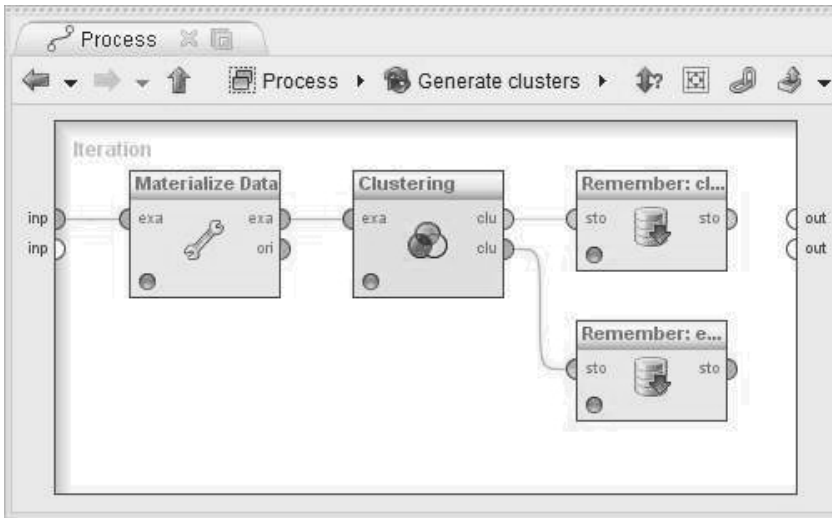 Process
Process Generate clusters ?
Iteration
Materialize Data Clustering Remember: cl...
inp exa exa exa clu sto sto out
inp ori clu out
Remember: e...
sto sto